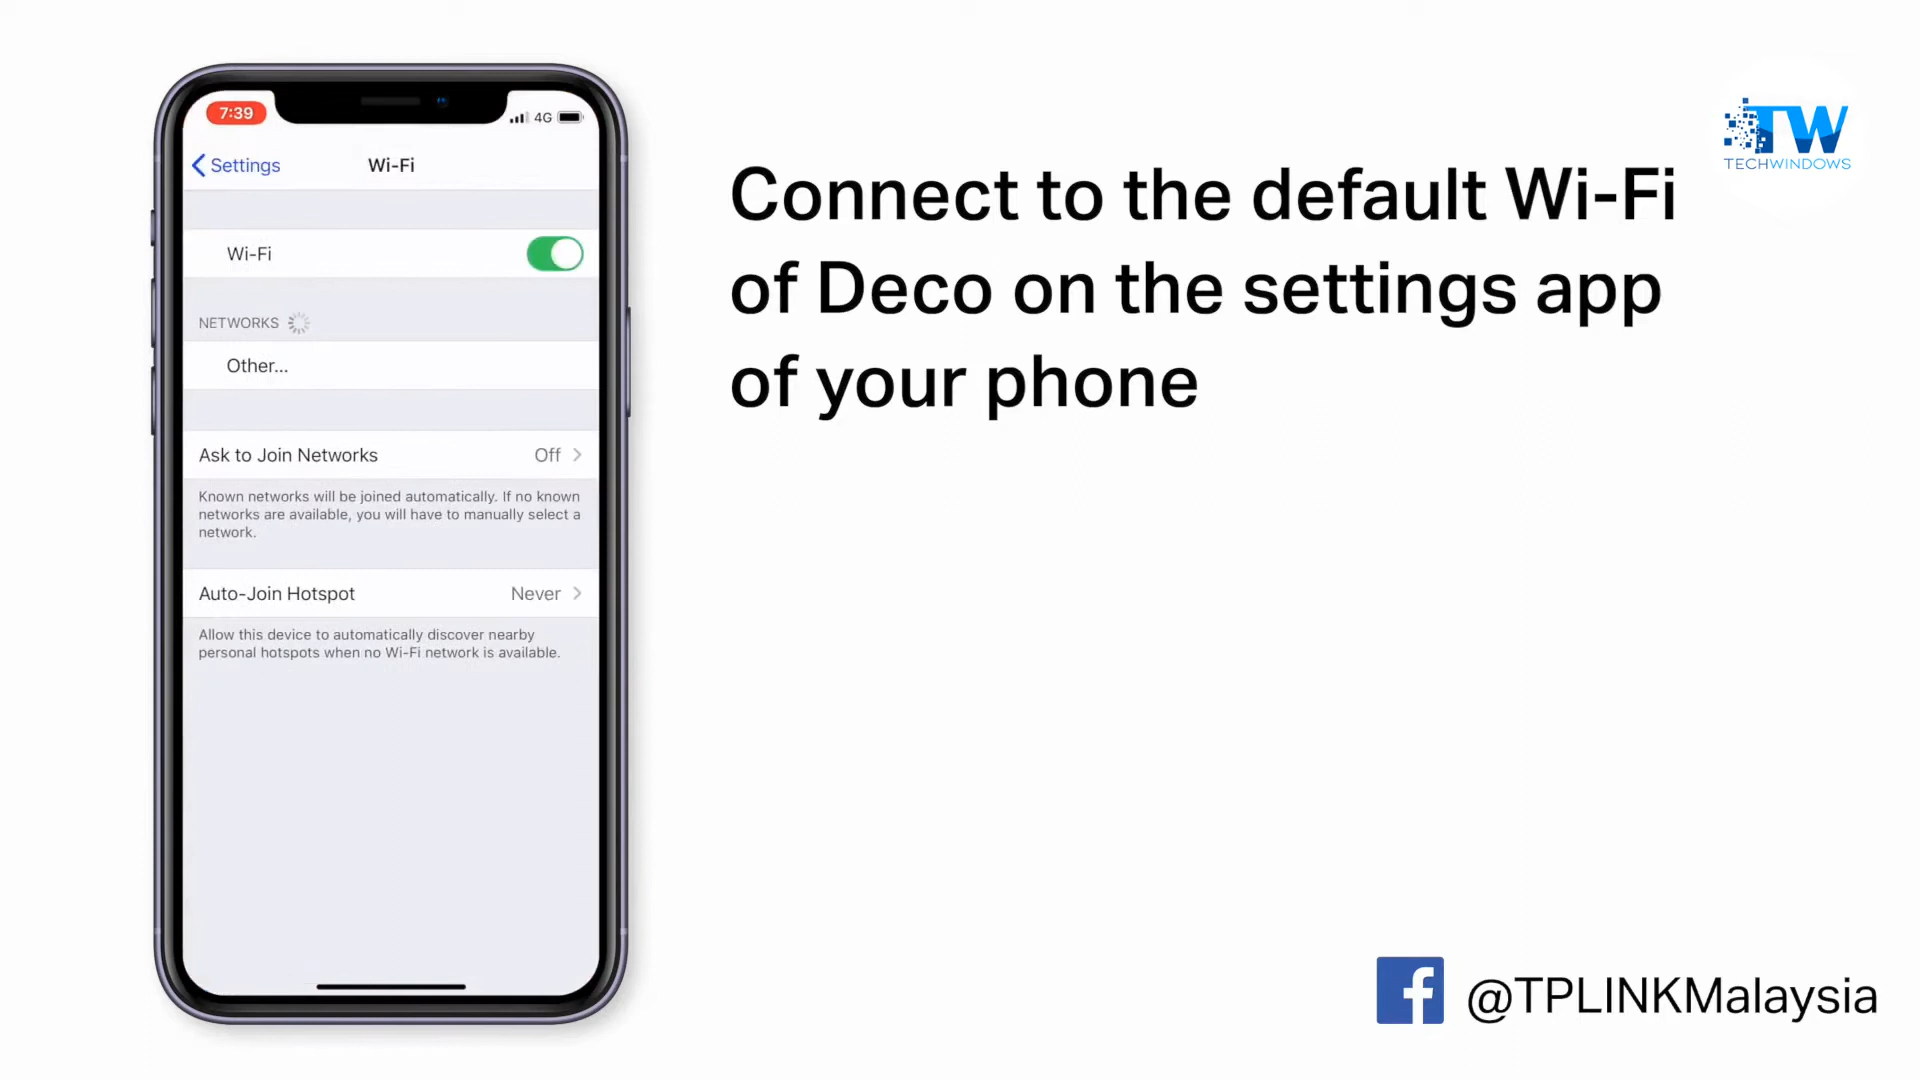 7:39
4G
Settings
Wi-Fi
Wi-Fi
NETWORKS
Other...
Ask to Join Networks Off
Known networks will be joined automatically. If no known
networks are available, you will have to manually select a
network.
Auto-Join Hotspot Never
Allow this device to automatically discover nearby
personal hotspots when no Wi-Fi network is available.
Connect to the default Wi-Fi
of Deco on the settings app
of your phone
TW
TECHWINDOWS
f @TPLINKMalaysia